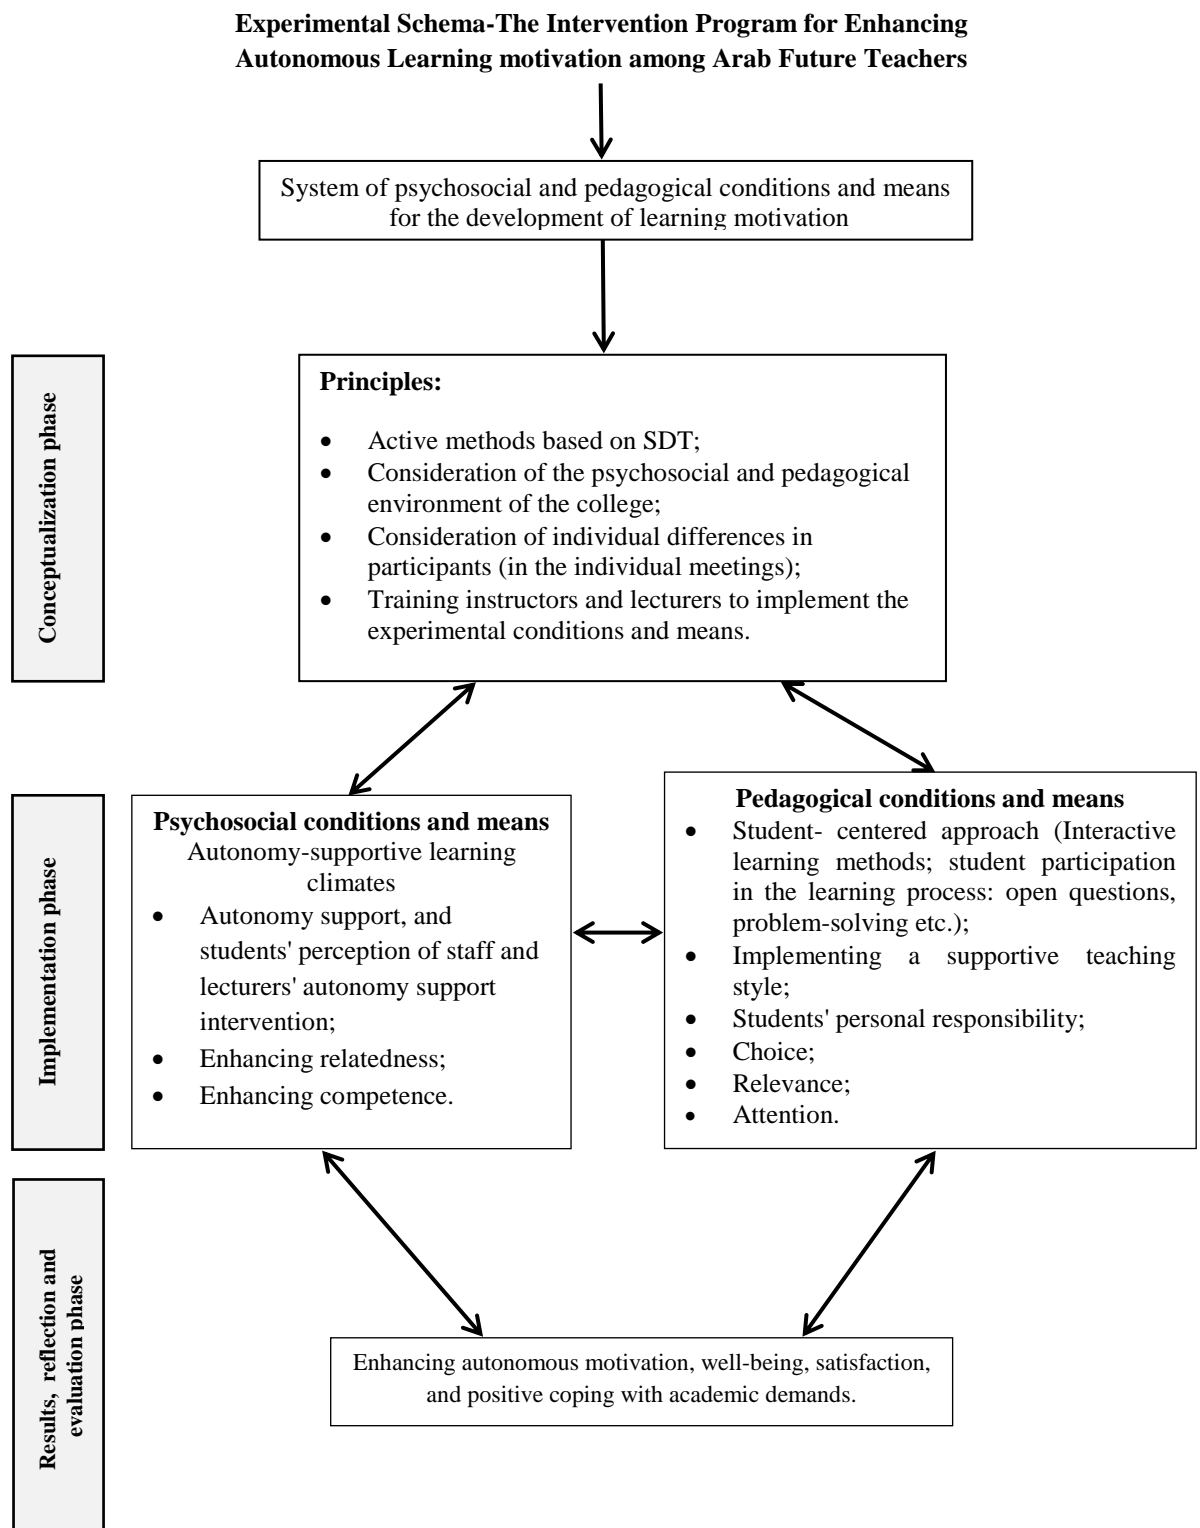 Experimental Schema-The Intervention Program for Enhancing
Autonomous Learning motivation among Arab Future Teachers
System of psychosocial and pedagogical conditions and means
for the development of learning motivation
Conceptualization phase
Principles:
• Active methods based on SDT;
• Consideration of the psychosocial and pedagogical
environment of the college;
• Consideration of individual differences in
participants (in the individual meetings);
• Training instructors and lecturers to implement the
experimental conditions and means.
Implementation phase
Psychosocial conditions and means
Autonomy-supportive learning
climates
• Autonomy support, and
students' perception of staff and
lecturers' autonomy support
intervention;
• Enhancing relatedness;
• Enhancing competence.
Pedagogical conditions and means
• Student- centered approach (Interactive
learning methods; student participation
in the learning process: open questions,
problem-solving etc.);
• Implementing a supportive teaching
style;
• Students' personal responsibility;
• Choice;
• Relevance;
• Attention.
Results, reflection and
evaluation phase
Enhancing autonomous motivation, well-being, satisfaction,
and positive coping with academic demands.